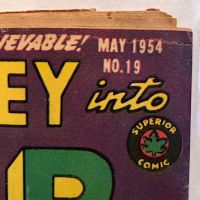 IEVABLE! MAY 1954
NO.19
EY into
SUPERIOR
COMIC
R